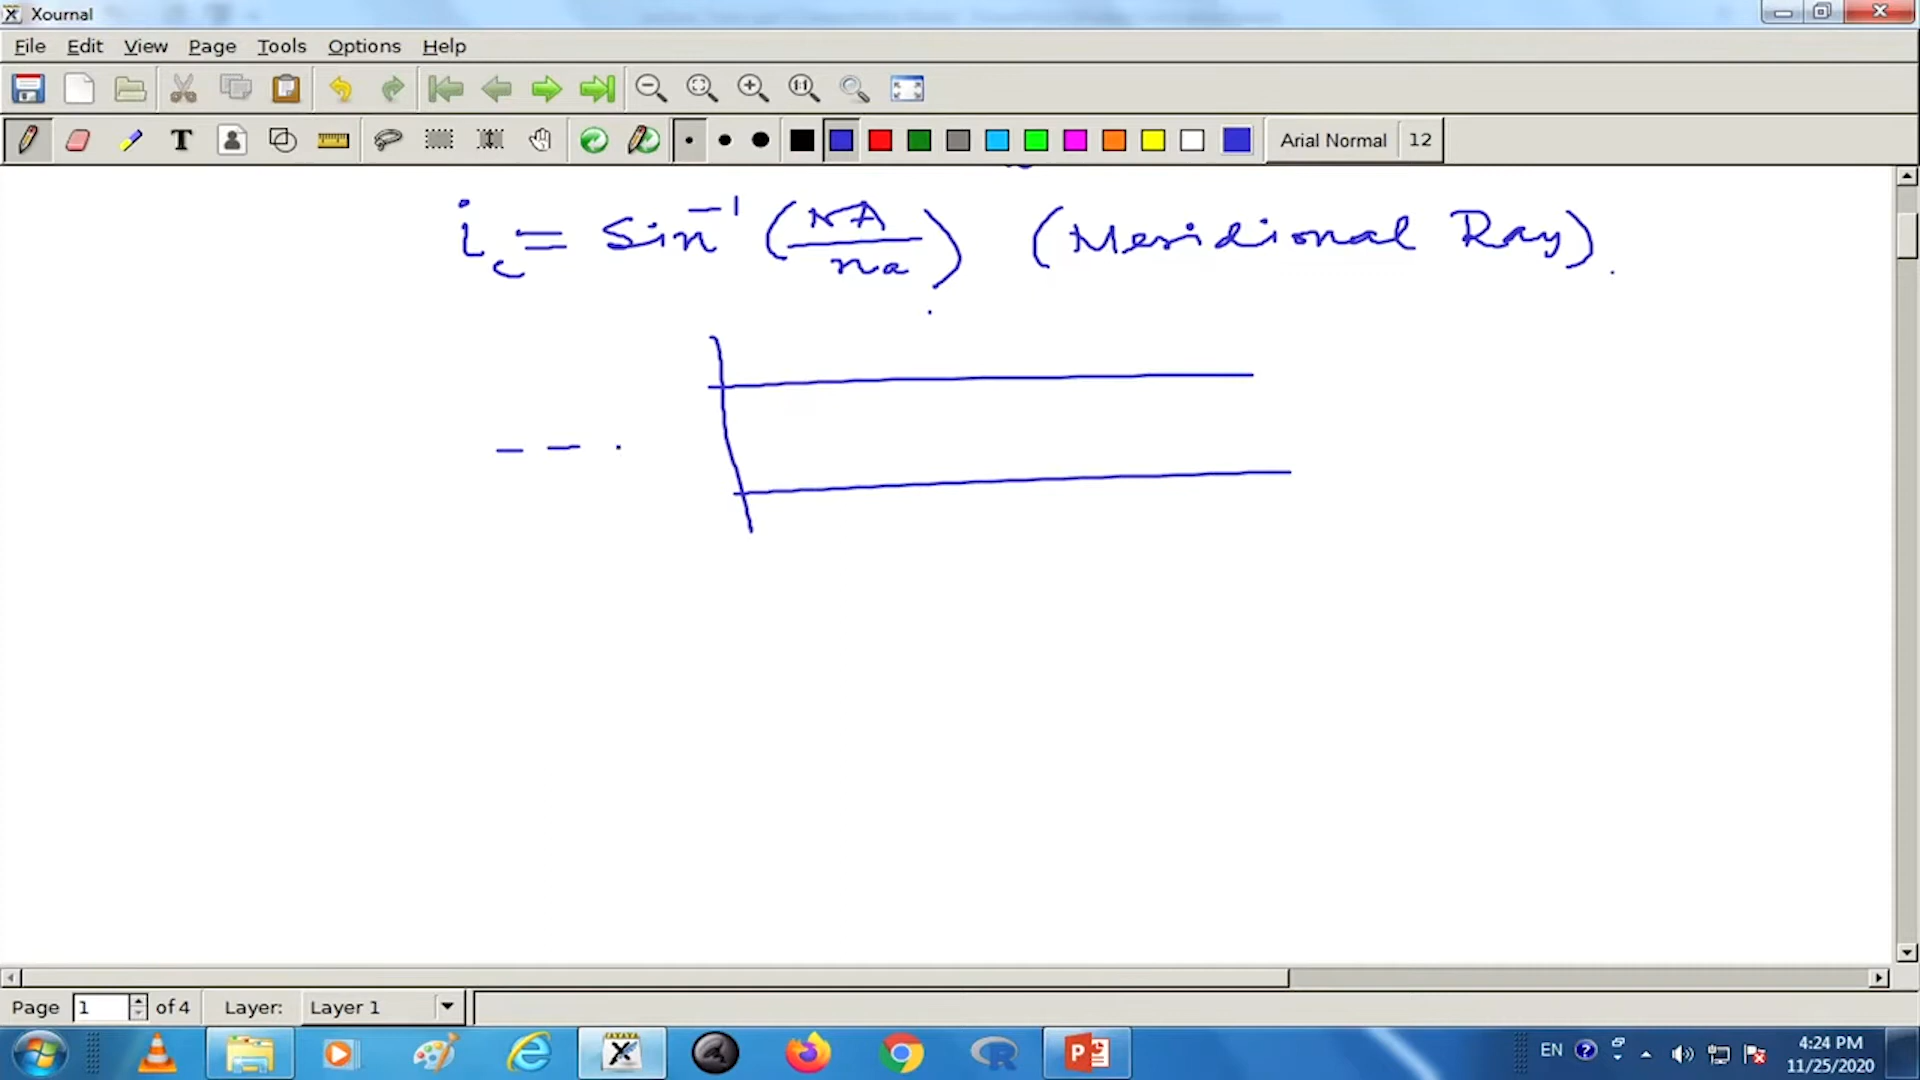 Xournal
File Edit View Page Tools Options Help
T Arial Normal 12
i_c = Sin^-1 (NA/na) (Meridional Ray).
Page 1 of 4 Layer: Layer 1
EN 4:24 PM
11/25/2020